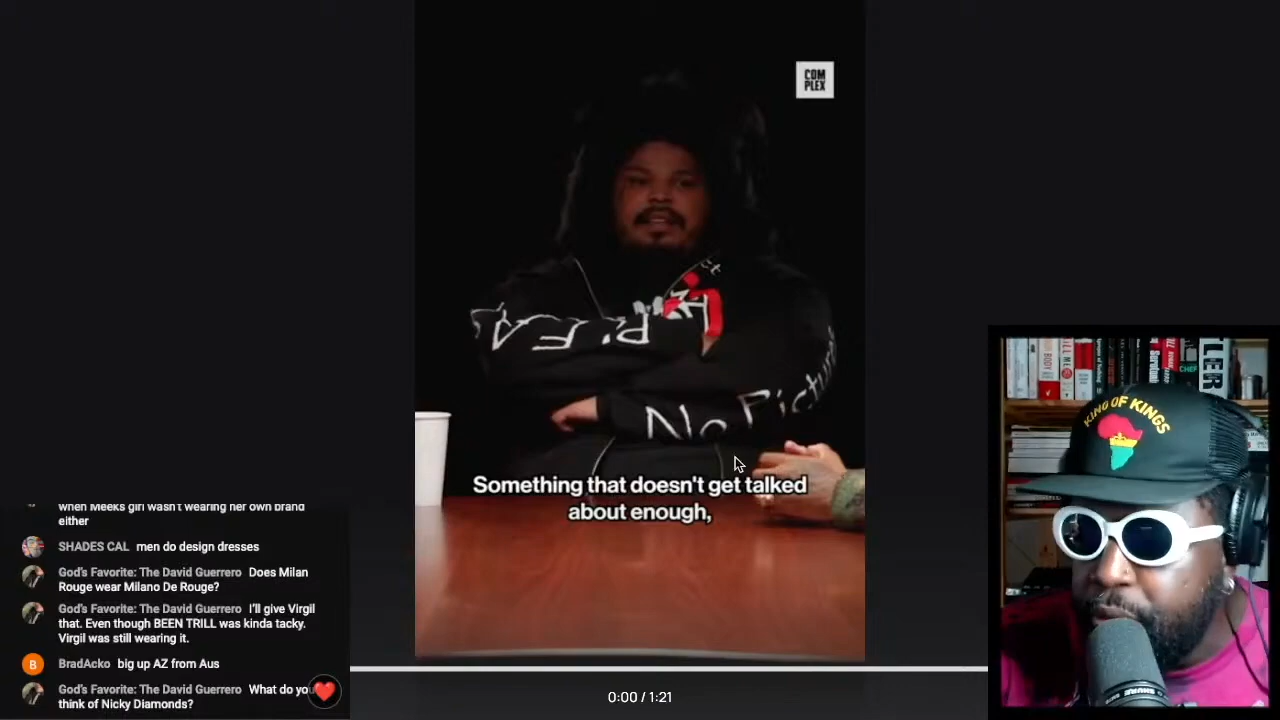 COM
PLEX
No Pictur
Something that doesn't get talked
about enough,
when Meeks girl wasn't wearing her own brand
either
SHADES CAL men do design dresses
God's Favorite: The David Guerrero Does Milan
Rouge wear Milano De Rouge?
God's Favorite: The David Guerrero I'll give Virgil
that. Even though BEEN TRILL was kinda tacky.
Virgil was still wearing it.
B
BradAcko big up AZ from Aus
God's Favorite: The David Guerrero What do you
think of Nicky Diamonds?
0:00 / 1:21
KING OF KINGS